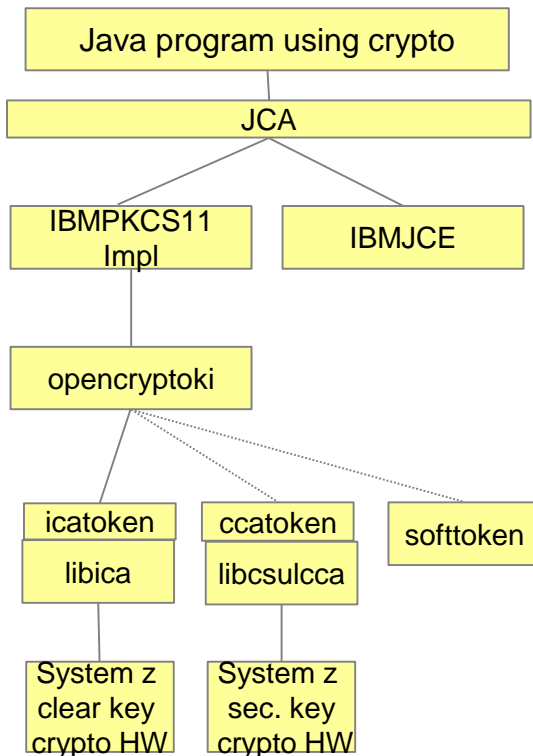 Java program using crypto
JCA
IBMPKCS11
Impl
IBMJCE
opencryptoki
icatoken
ccatoken
softtoken
libica
libcsulcca
System z
clear key
crypto HW
System z
sec. key
crypto HW